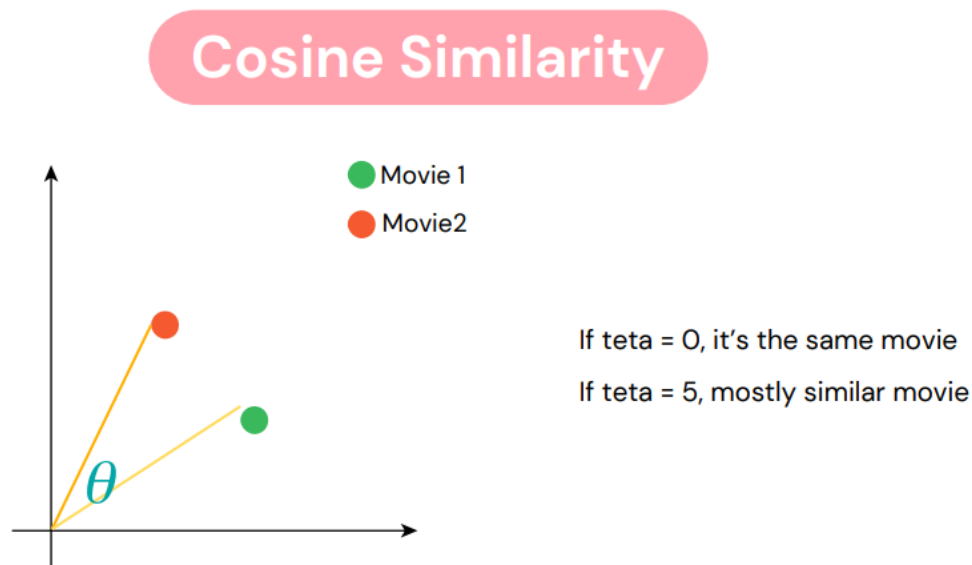 Cosine Similarity
Movie 1
Movie2
If teta = 0, it’s the same movie
If teta = 5, mostly similar movie
θ